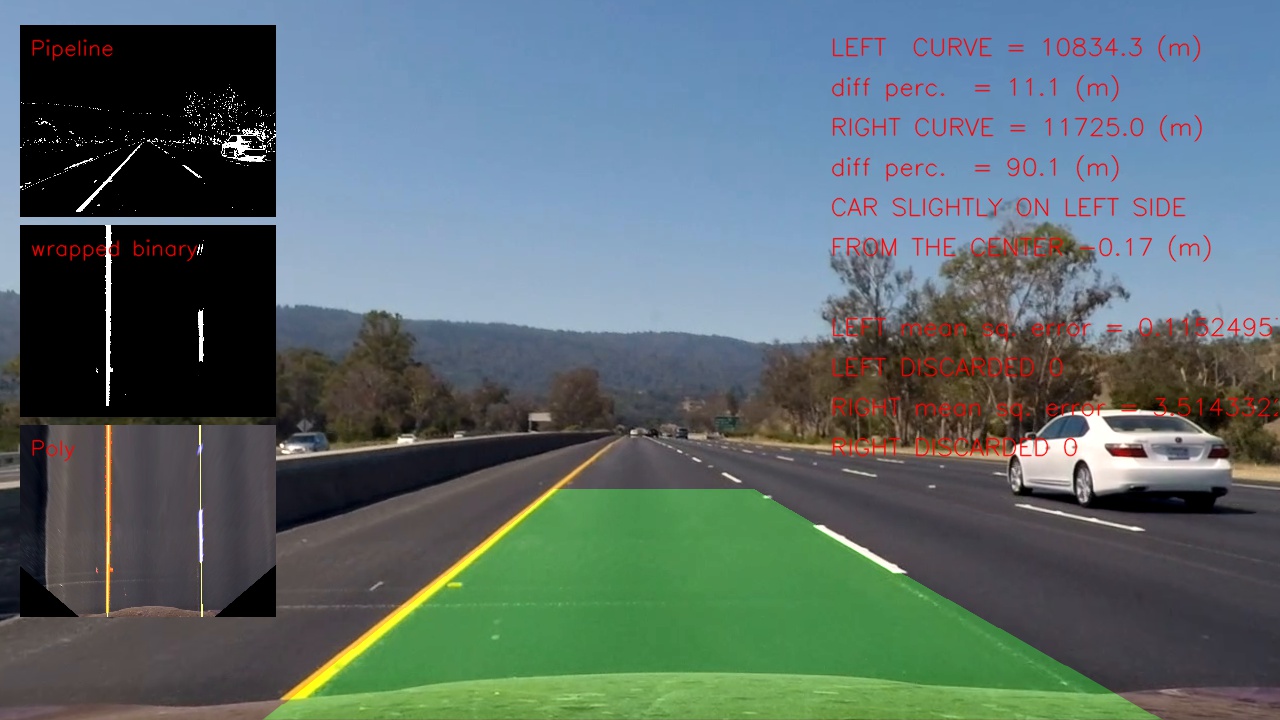 Pipeline
wrapped binary
Poly
LEFT CURVE = 10834.3 (m)
diff perc. = 11.1 (m)
RIGHT CURVE = 11725.0 (m)
diff perc. = 90.1 (m)
CAR SLIGHTLY ON LEFT SIDE
FROM THE CENTER -0.17 (m)
LEFT mean sq. error = 0.1152495
LEFT DISCARDED 0
RIGHT mean sq. error = 3.514332
RIGHT DISCARDED 0